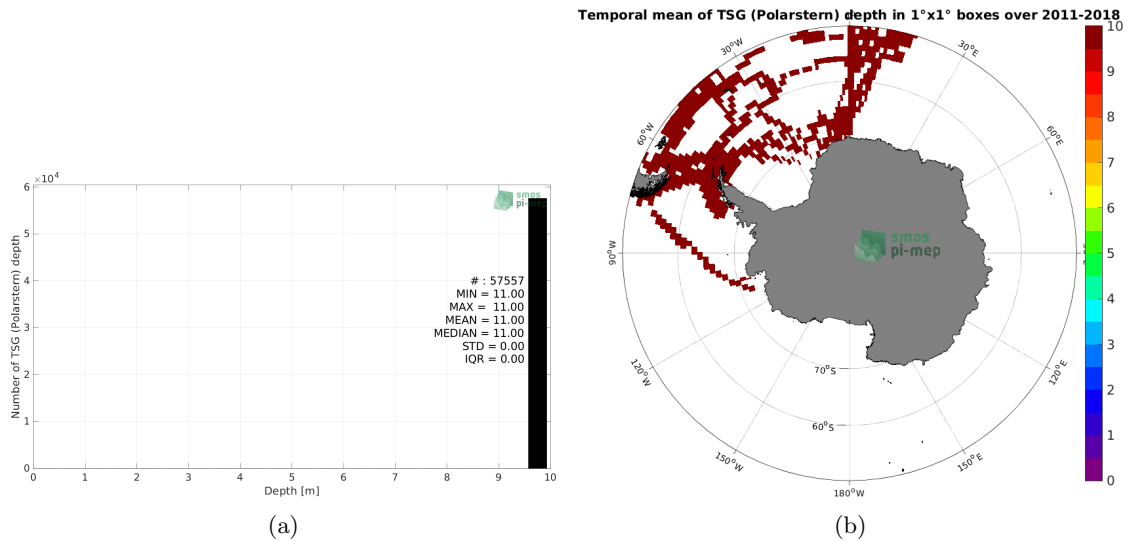 Temporal mean of TSG (Polarstern) depth in 1°x1° boxes over 2011-2018
×10⁴
6
5
4
3
2
1
0
Number of TSG (Polarstern) depth
smos
pi-mep
# : 57557
MIN = 11.00
MAX = 11.00
MEAN = 11.00
MEDIAN = 11.00
STD = 0.00
IQR = 0.00
0 1 2 3 4 5 6 7 8 9 10
Depth [m]
(a)
30°W
30°E
60°W
60°E
90°W
smos
pi-mep
120°W
120°E
70°S
60°S
150°W
150°E
180°W
10
9
8
7
6
5
4
3
2
1
0
(b)